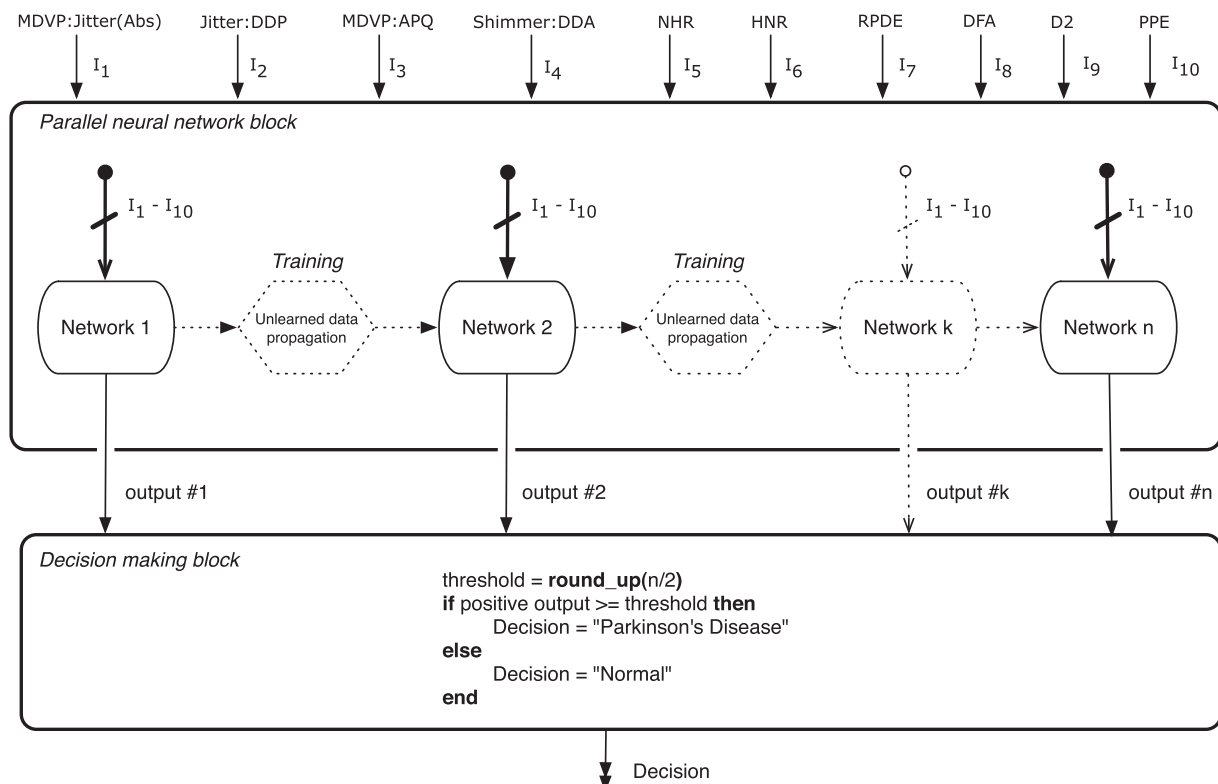 MDVP:Jitter(Abs) Jitter:DDP MDVP:APQ Shimmer:DDA NHR HNR RPDE DFA D2 PPE
I1 I2 I3 I4 I5 I6 I7 I8 I9 I10
Parallel neural network block
I1 - I10 I1 - I10 I1 - I10 I1 - I10
Training Training
Network 1 Unlearned data propagation Network 2 Unlearned data propagation Network k Network n
output #1 output #2 output #k output #n
Decision making block
threshold = round_up(n/2)
if positive output >= threshold then
Decision = "Parkinson's Disease"
else
Decision = "Normal"
end
Decision